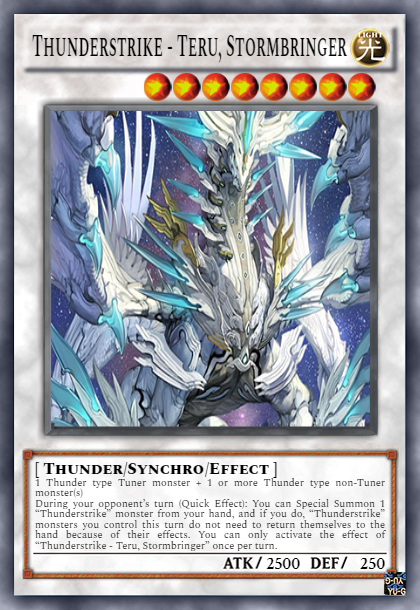 THUNDERSTRIKE - TERU, STORMBRINGER
LIGHT
光
[ THUNDER/SYNCHRO/EFFECT ]
1 Thunder type Tuner monster + 1 or more Thunder type non-Tuner
monster(s)
During your opponent's turn (Quick Effect): You can Special Summon 1
"Thunderstrike" monster from your hand, and if you do, "Thunderstrike"
monsters you control this turn do not need to return themselves to the
hand because of their effects. You can only activate the effect of
"Thunderstrike - Teru, Stormbringer" once per turn.
ATK/ 2500 DEF/ 250
YU-G